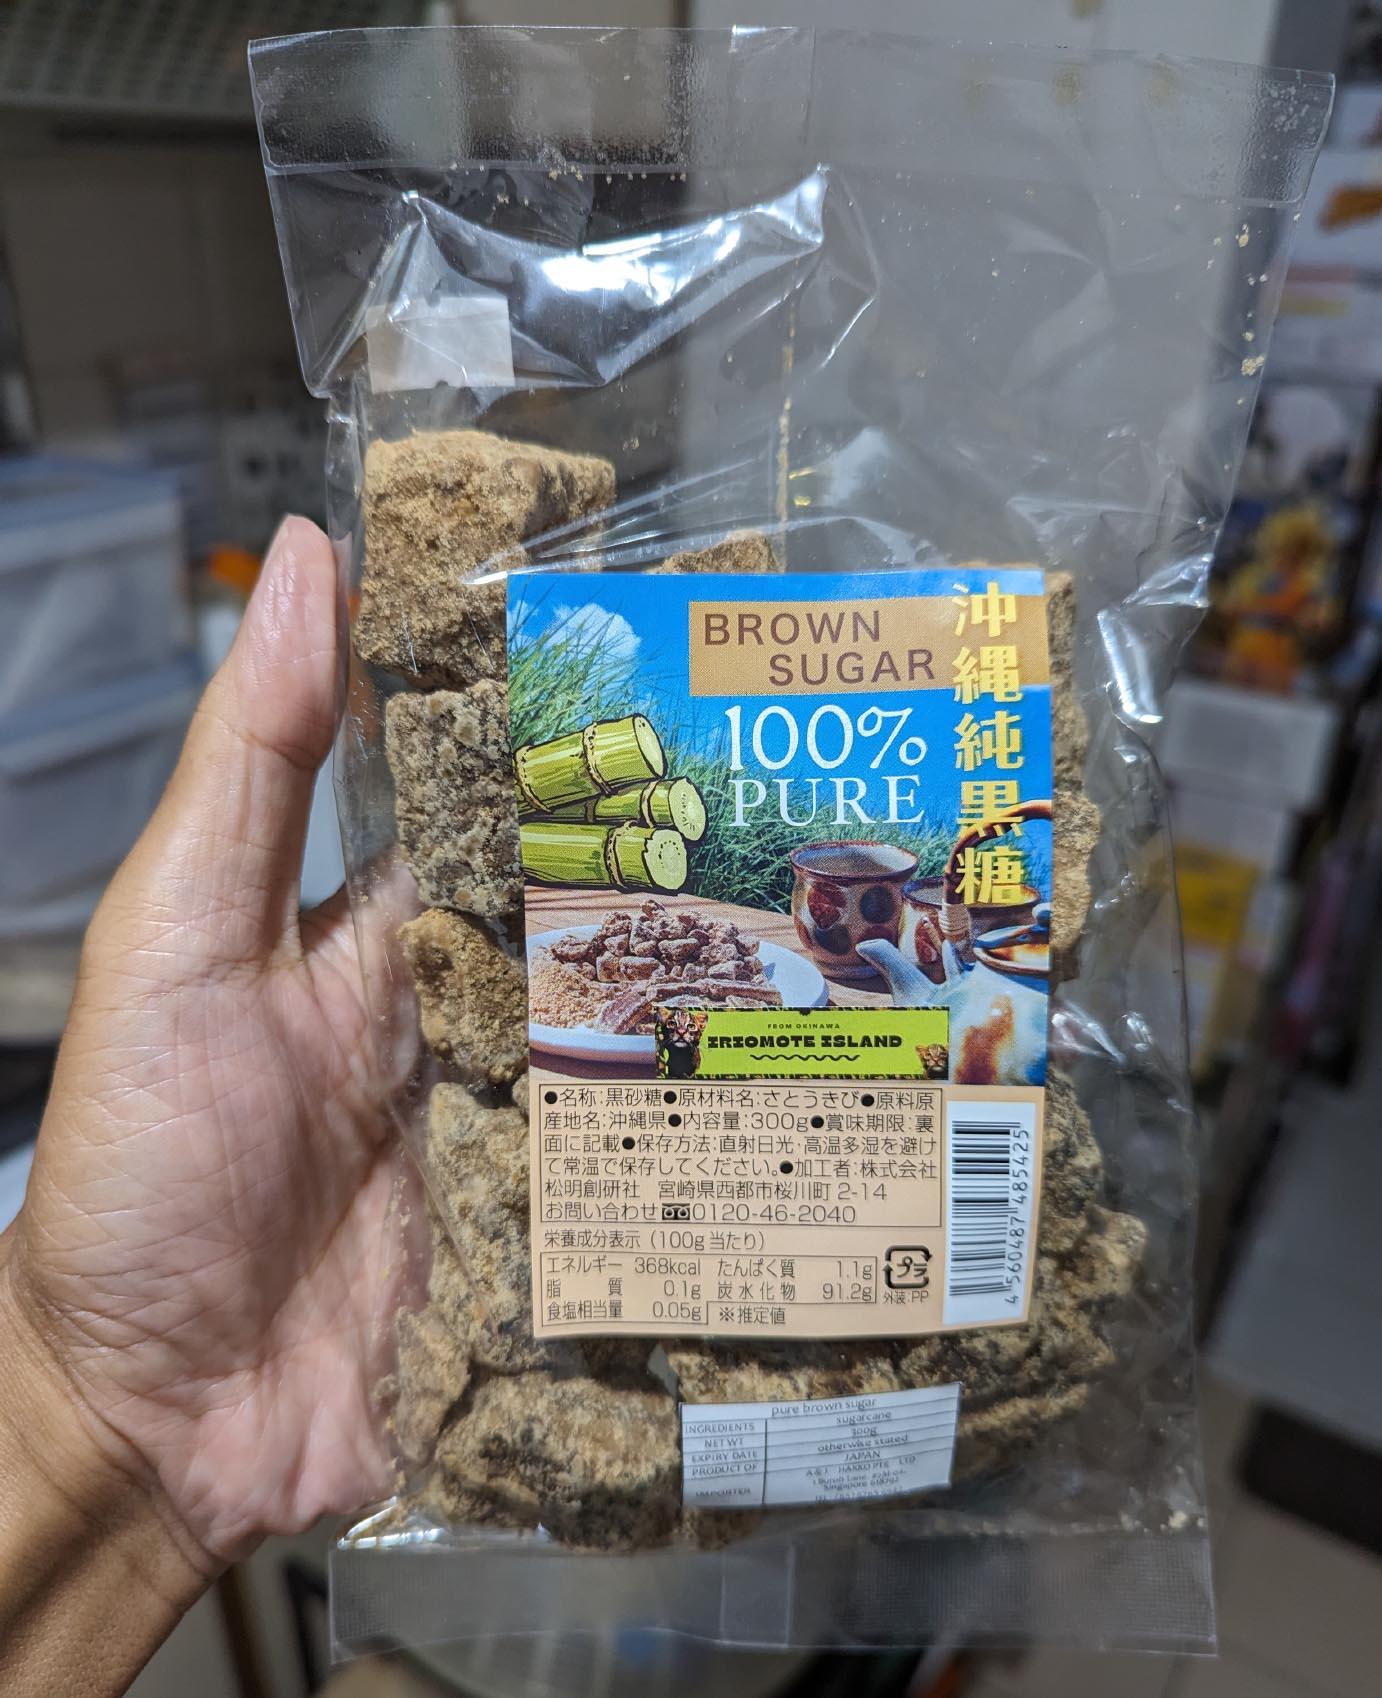 BROWN
SUGAR
100%
PURE
沖縄純黒糖
FROM OKINAWA
IRIOMOTE ISLAND
●名称:黒砂糖●原材料名:さとうきび●原料原
産地名:沖縄県●内容量:300g●賞味期限:裏
面に記載●保存方法:直射日光・高温多湿を避け
て常温で保存してください。●加工者:株式会社
松明創研社 宮崎県西都市桜川町 2-14
お問い合わせ 0120-46-2040
栄養成分表示 (100g当たり)
エネルギー 368kcal たんぱく質 1.1g
脂質 0.1g 炭水化物 91.2g
食塩相当量 0.05g ※推定値
プラ
外装:PP
4 560487 485425
pure brown sugar
INGREDIENTS sugarcane
NET WT 300g
EXPIRY DATE otherwise stated
PRODUCT OF JAPAN
IMPORTER A&J HAKKO PTE LTD
Singapore